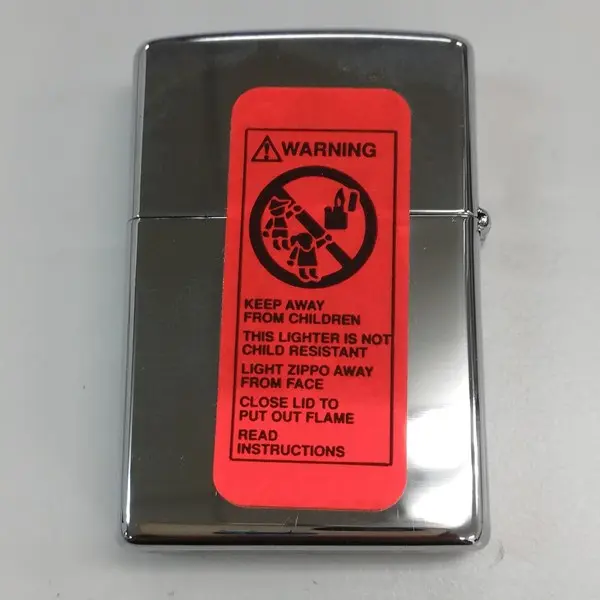 WARNING
KEEP AWAY
FROM CHILDREN
THIS LIGHTER IS NOT
CHILD RESISTANT
LIGHT ZIPPO AWAY
FROM FACE
CLOSE LID TO
PUT OUT FLAME
READ
INSTRUCTIONS